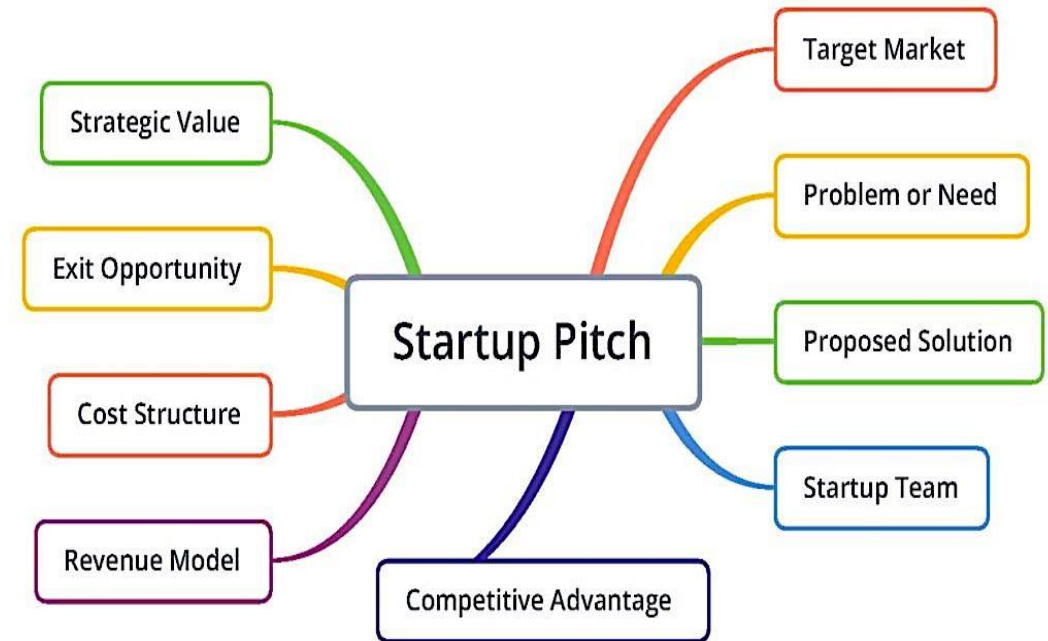 Target Market
Strategic Value
Problem or Need
Exit Opportunity
Startup Pitch
Proposed Solution
Cost Structure
Startup Team
Revenue Model
Competitive Advantage